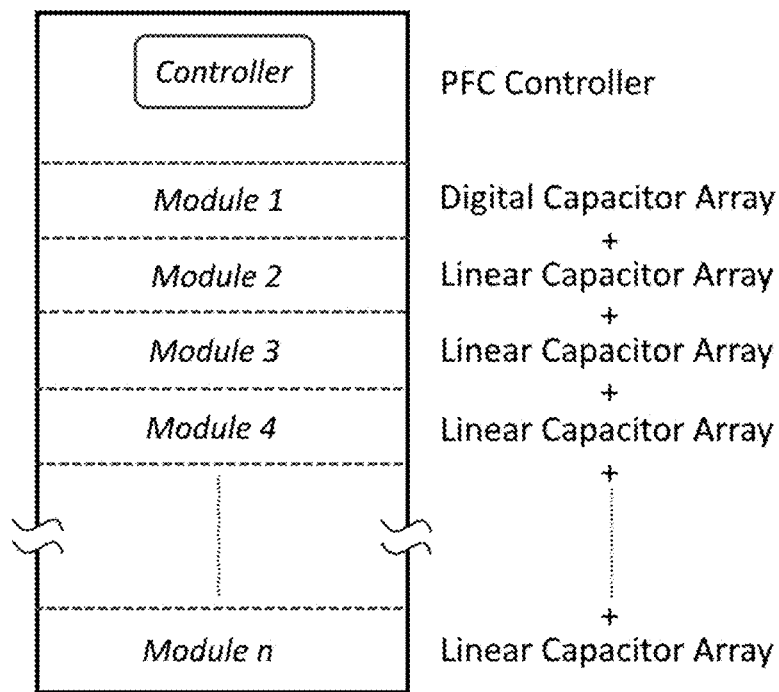 Controller
PFC Controller
Module 1
Digital Capacitor Array
+
Module 2
Linear Capacitor Array
+
Module 3
Linear Capacitor Array
+
Module 4
Linear Capacitor Array
+
+
Module n
Linear Capacitor Array